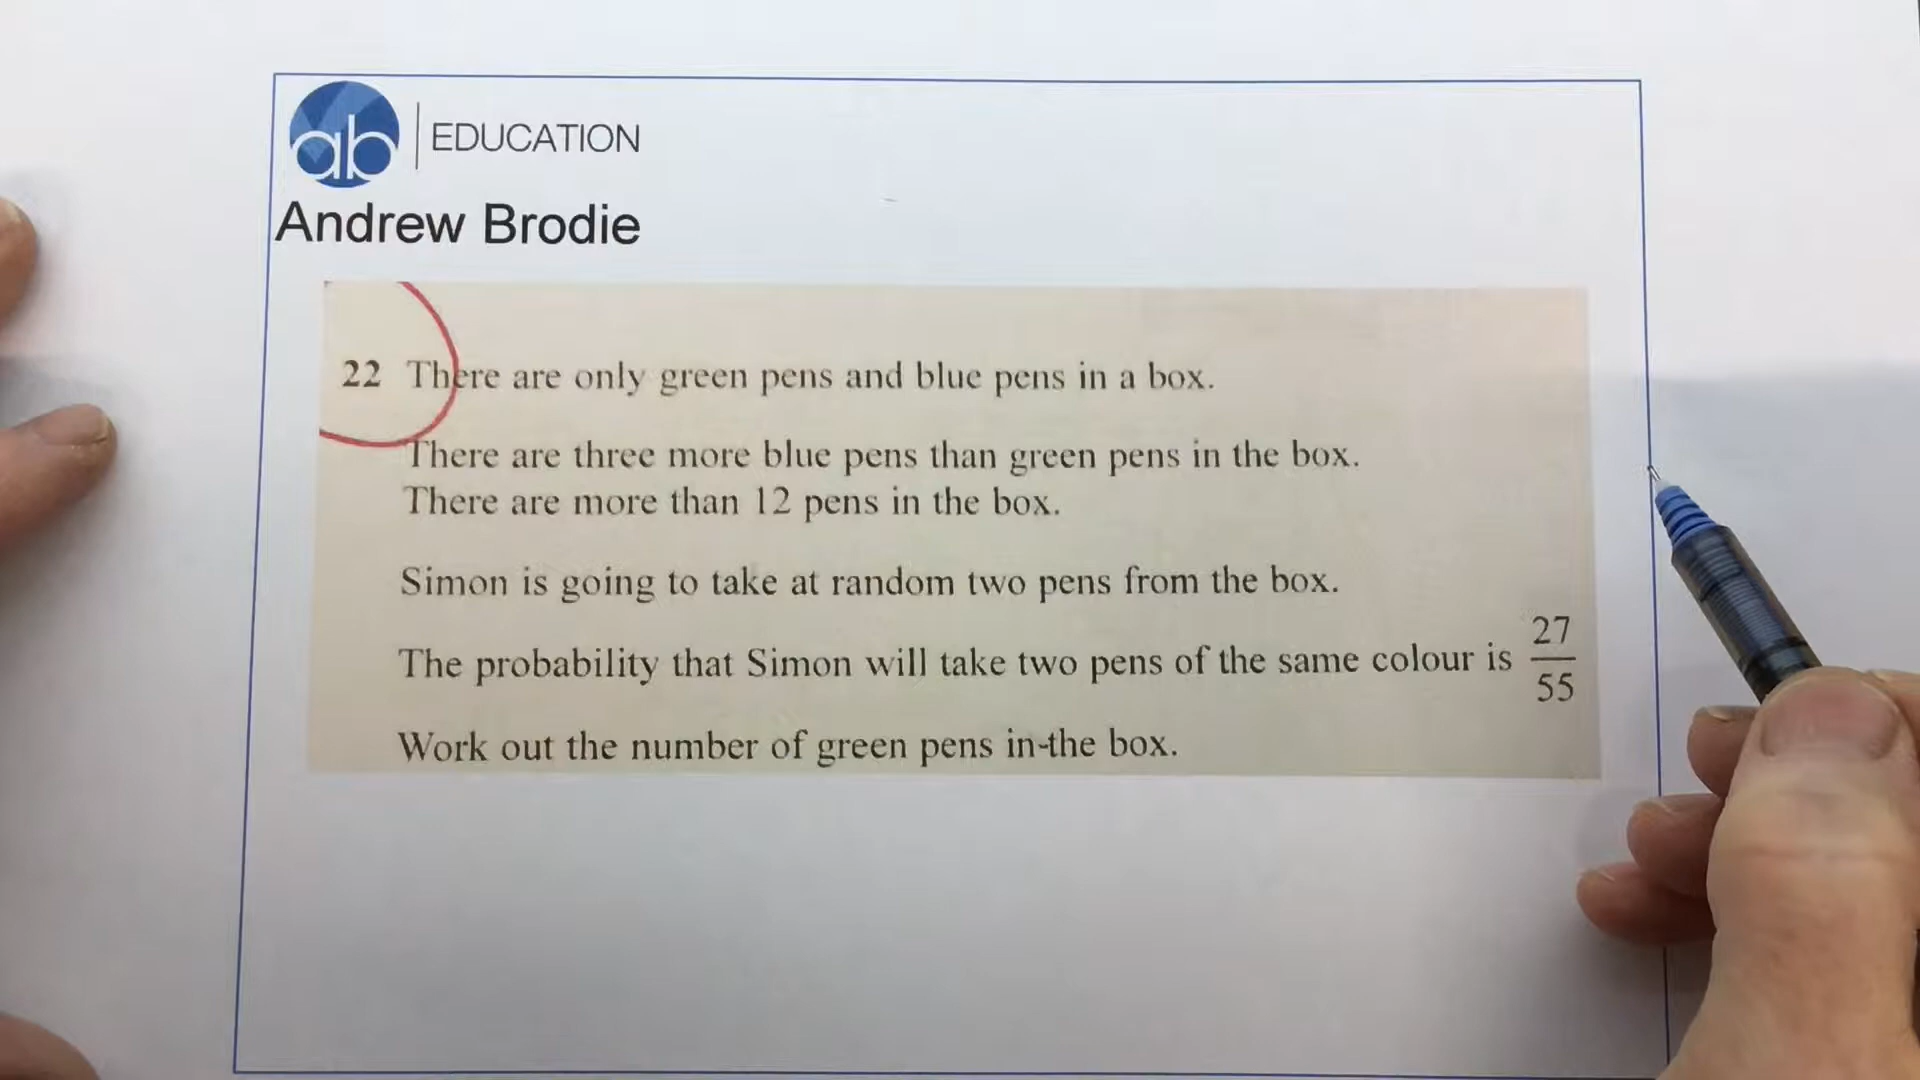 ab
EDUCATION
Andrew Brodie
22 There are only green pens and blue pens in a box.
There are three more blue pens than green pens in the box.
There are more than 12 pens in the box.
Simon is going to take at random two pens from the box.
The probability that Simon will take two pens of the same colour is 27/55
Work out the number of green pens in the box.